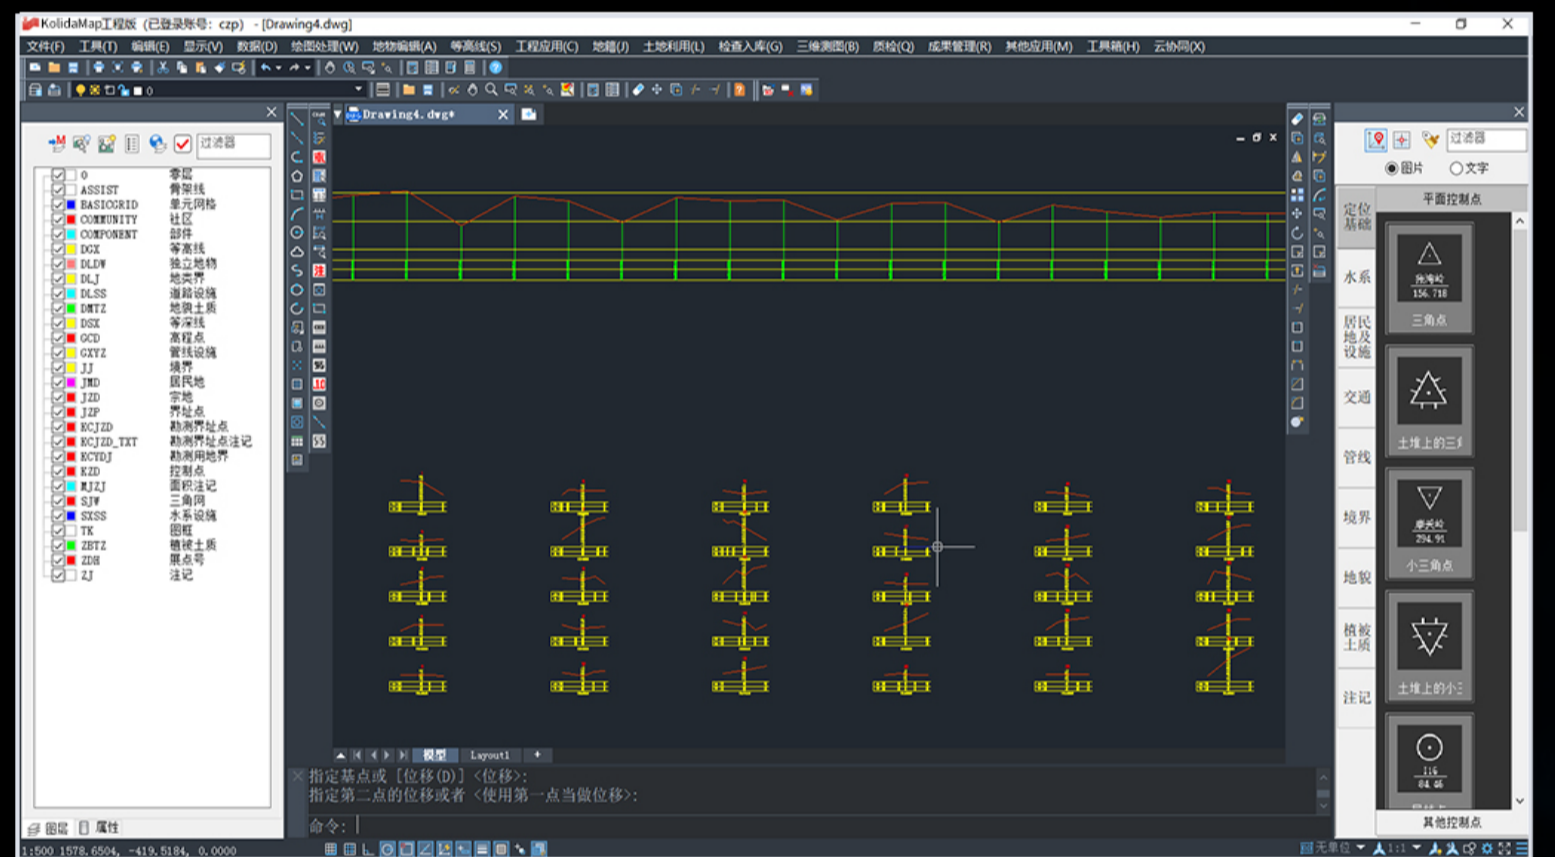 KolidaMap工程版 (已登录账号: czp) - [Drawing4.dwg]
文件(F) 工具(T) 编辑(E) 显示(V) 数据(D) 绘图处理(W) 地物编辑(A) 等高线(S) 工程应用(C) 地籍(J) 土地利用(L) 检查入库(G) 三维测图(B) 质检(Q) 成果管理(R) 其他应用(M) 工具箱(H) 云协同(X)
0
Drawing4.dwg*
过滤器
0 零层
ASSIST 骨架线
BASICGRID 单元网格
COMMUNITY 社区
COMPONENT 部件
DGX 等高线
DLDW 独立地物
DLJ 地类界
DLSS 道路设施
DMTZ 地貌土质
DSX 等深线
GCD 高程点
GXYZ 管线设施
JJ 境界
JMD 居民地
JZD 宗地
JZP 界址点
KCJZD 勘测界址点
KCJZD_TXT 勘测界址点注记
KCYDJ 勘测用地界
KZD 控制点
MJZJ 面积注记
SJW 三角网
SXSS 水系设施
TK 图框
ZBTZ 植被土质
ZDH 展点号
ZJ 注记
图层 属性
注
.10
模型 Layout1 +
指定基点或 [位移(D)] <位移>:
指定第二点的位移或者 <使用第一点当做位移>:
命令:
1:500 1578.6504, -419.5184, 0.0000
无单位 1:1
过滤器
图片 文字
定位
基础
水系
居民
地及
设施
交通
管线
境界
地貌
植被
土质
注记
平面控制点
156.718
三角点
土堆上的三角
294.91
小三角点
土堆上的小三
I16
84.46
其他控制点